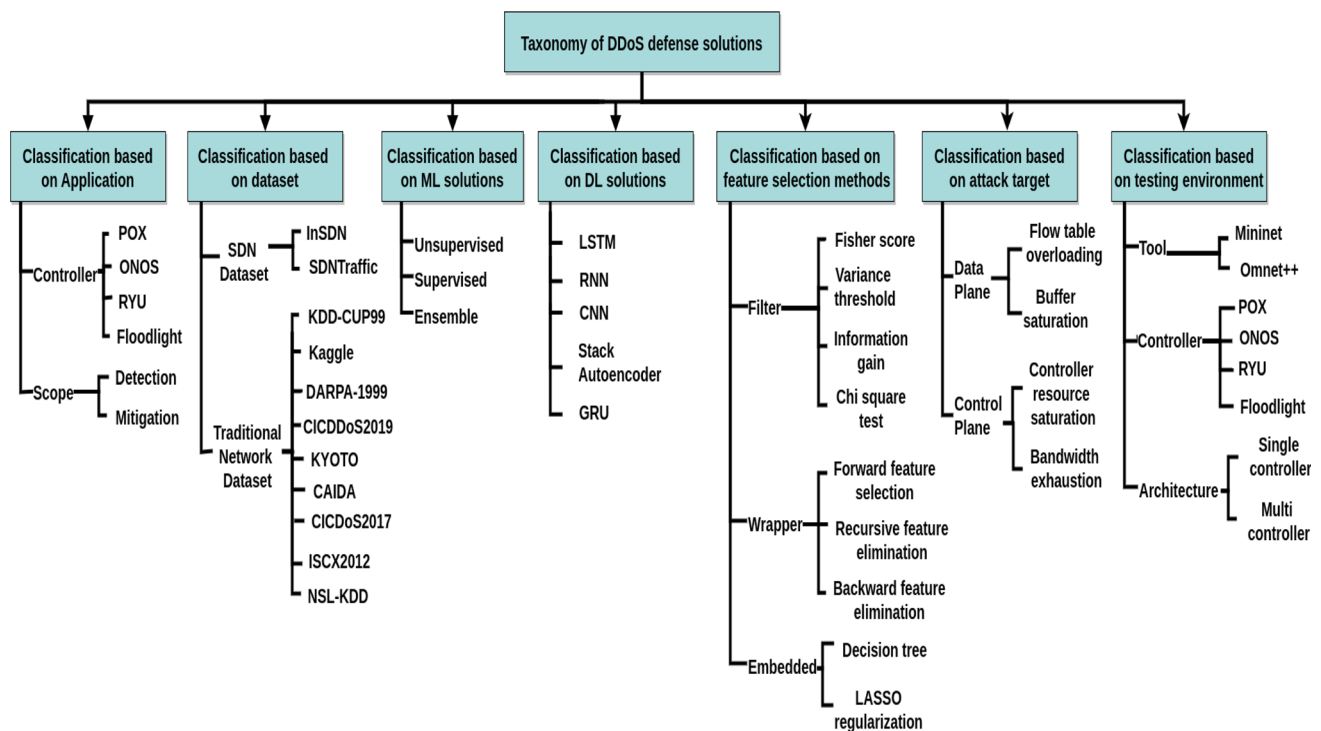 Taxonomy of DDoS defense solutions
Classification based
on Application
Controller
POX
ONOS
RYU
Floodlight
Scope
Detection
Mitigation
Classification based
on dataset
SDN
Dataset
InSDN
SDNTraffic
Traditional
Network
Dataset
KDD-CUP99
Kaggle
DARPA-1999
CICDDoS2019
KYOTO
CAIDA
CICDoS2017
ISCX2012
NSL-KDD
Classification based
on ML solutions
Unsupervised
Supervised
Ensemble
Classification based
on DL solutions
LSTM
RNN
CNN
Stack
Autoencoder
GRU
Classification based on
feature selection methods
Filter
Fisher score
Variance
threshold
Information
gain
Chi square
test
Wrapper
Forward feature
selection
Recursive feature
elimination
Backward feature
elimination
Embedded
Decision tree
LASSO
regularization
Classification based
on attack target
Data
Plane
Flow table
overloading
Buffer
saturation
Control
Plane
Controller
resource
saturation
Bandwidth
exhaustion
Classification based
on testing environment
Tool
Mininet
Omnet++
Controller
POX
ONOS
RYU
Floodlight
Architecture
Single
controller
Multi
controller